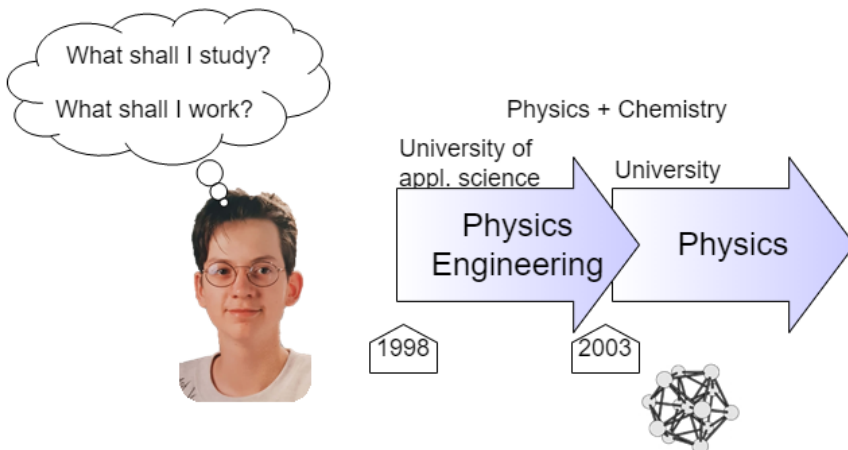 What shall I study?
What shall I work?
Physics + Chemistry
University of
appl. science
University
Physics
Engineering
Physics
1998
2003